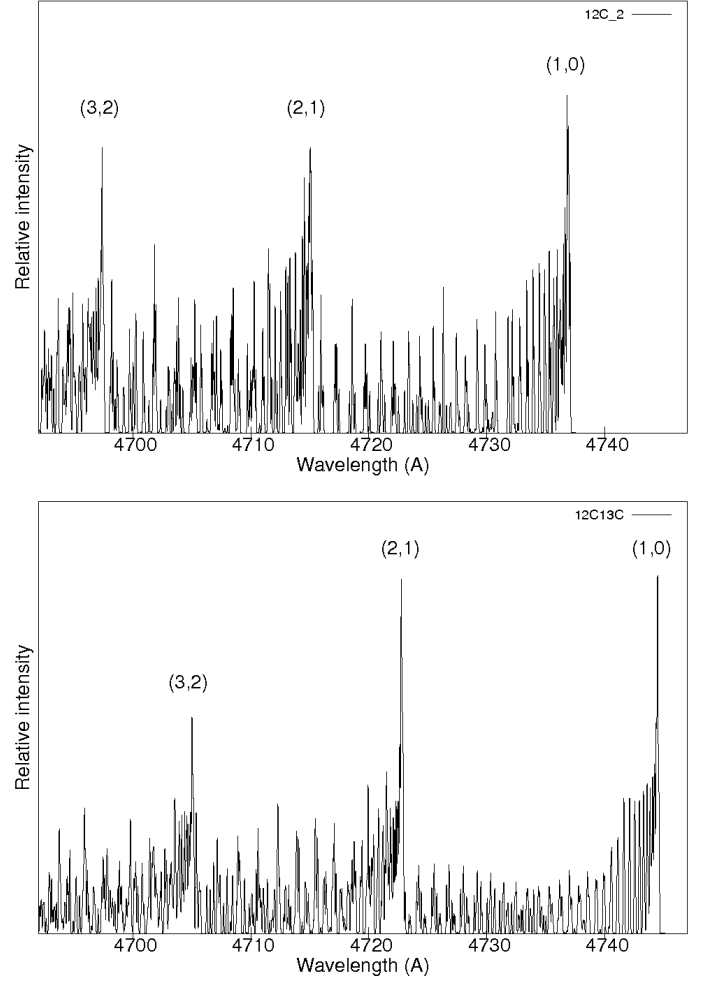 12C_2
(1,0)
(3,2)
(2,1)
Relative intensity
4700 4710 4720 4730 4740
Wavelength (A)
12C13C
(2,1)
(1,0)
(3,2)
Relative intensity
4700 4710 4720 4730 4740
Wavelength (A)